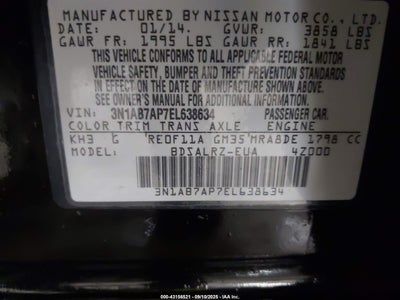 MANUFACTURED BY NISSAN MOTOR CO., LTD.
DATE: 01/14. GVWR: 3858 LBS
GAWR FR: 1995 LBS GAWR RR: 1841 LBS
THIS VEHICLE CONFORMS TO ALL APPLICABLE FEDERAL MOTOR
VEHICLE SAFETY, BUMPER AND THEFT PREVENTION STANDARDS
IN EFFECT ON THE DATE OF MANUFACTURE SHOWN ABOVE.
SEE OWNER'S MANUAL FOR ADDITIONAL INFORMATION
VIN: 3N1AB7AP7EL638634 PASSENGER CAR.
COLOR TRIM TRANS AXLE ENGINE
KH3 G RE0F11A GM35 MRA8DE 1798 CC
MODEL: BDSALRZ-EUA 4Z000
3N1AB7AP7EL638634
© COPART 43158521 - 09/10/2025 - IAA Inc.